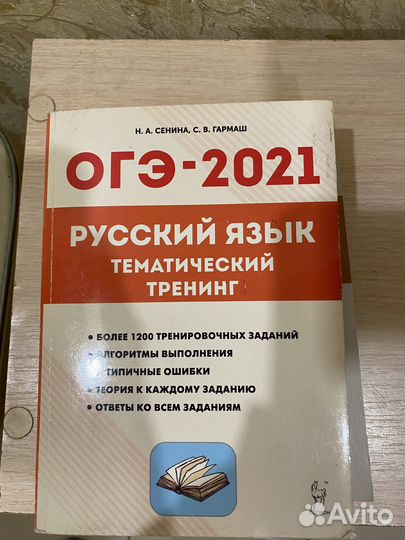 Н. А. СЕНИНА, С. В. ГАРМАШ
ОГЭ-2021
РУССКИЙ ЯЗЫК
ТЕМАТИЧЕСКИЙ
ТРЕНИНГ
• БОЛЕЕ 1200 ТРЕНИРОВОЧНЫХ ЗАДАНИЙ
• АЛГОРИТМЫ ВЫПОЛНЕНИЯ
• ТИПИЧНЫЕ ОШИБКИ
• ТЕОРИЯ К КАЖДОМУ ЗАДАНИЮ
• ОТВЕТЫ КО ВСЕМ ЗАДАНИЯМ
Avito